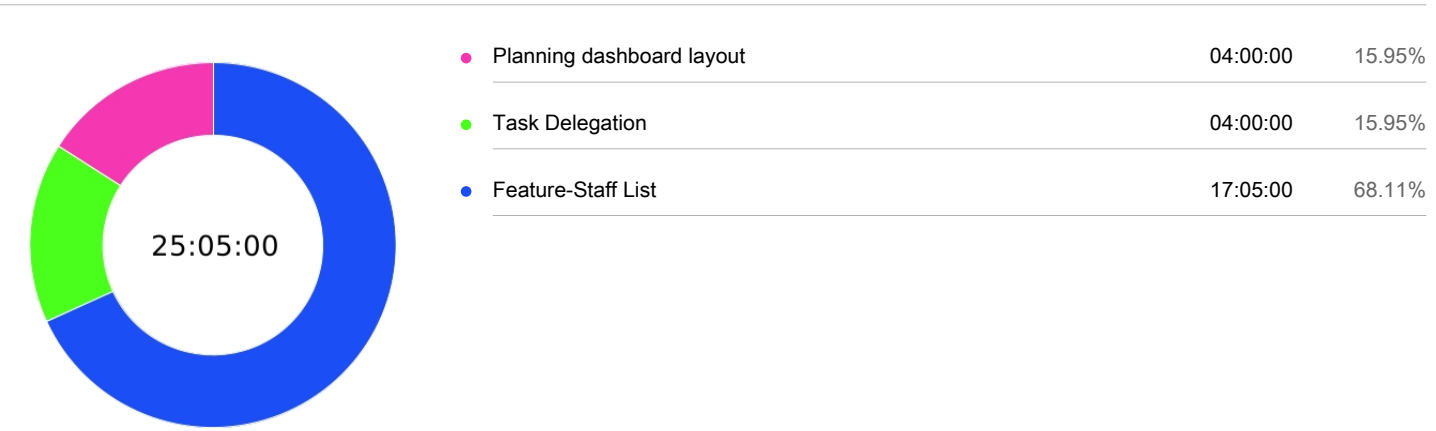 Planning dashboard layout 04:00:00 15.95%
Task Delegation 04:00:00 15.95%
Feature-Staff List 17:05:00 68.11%
25:05:00